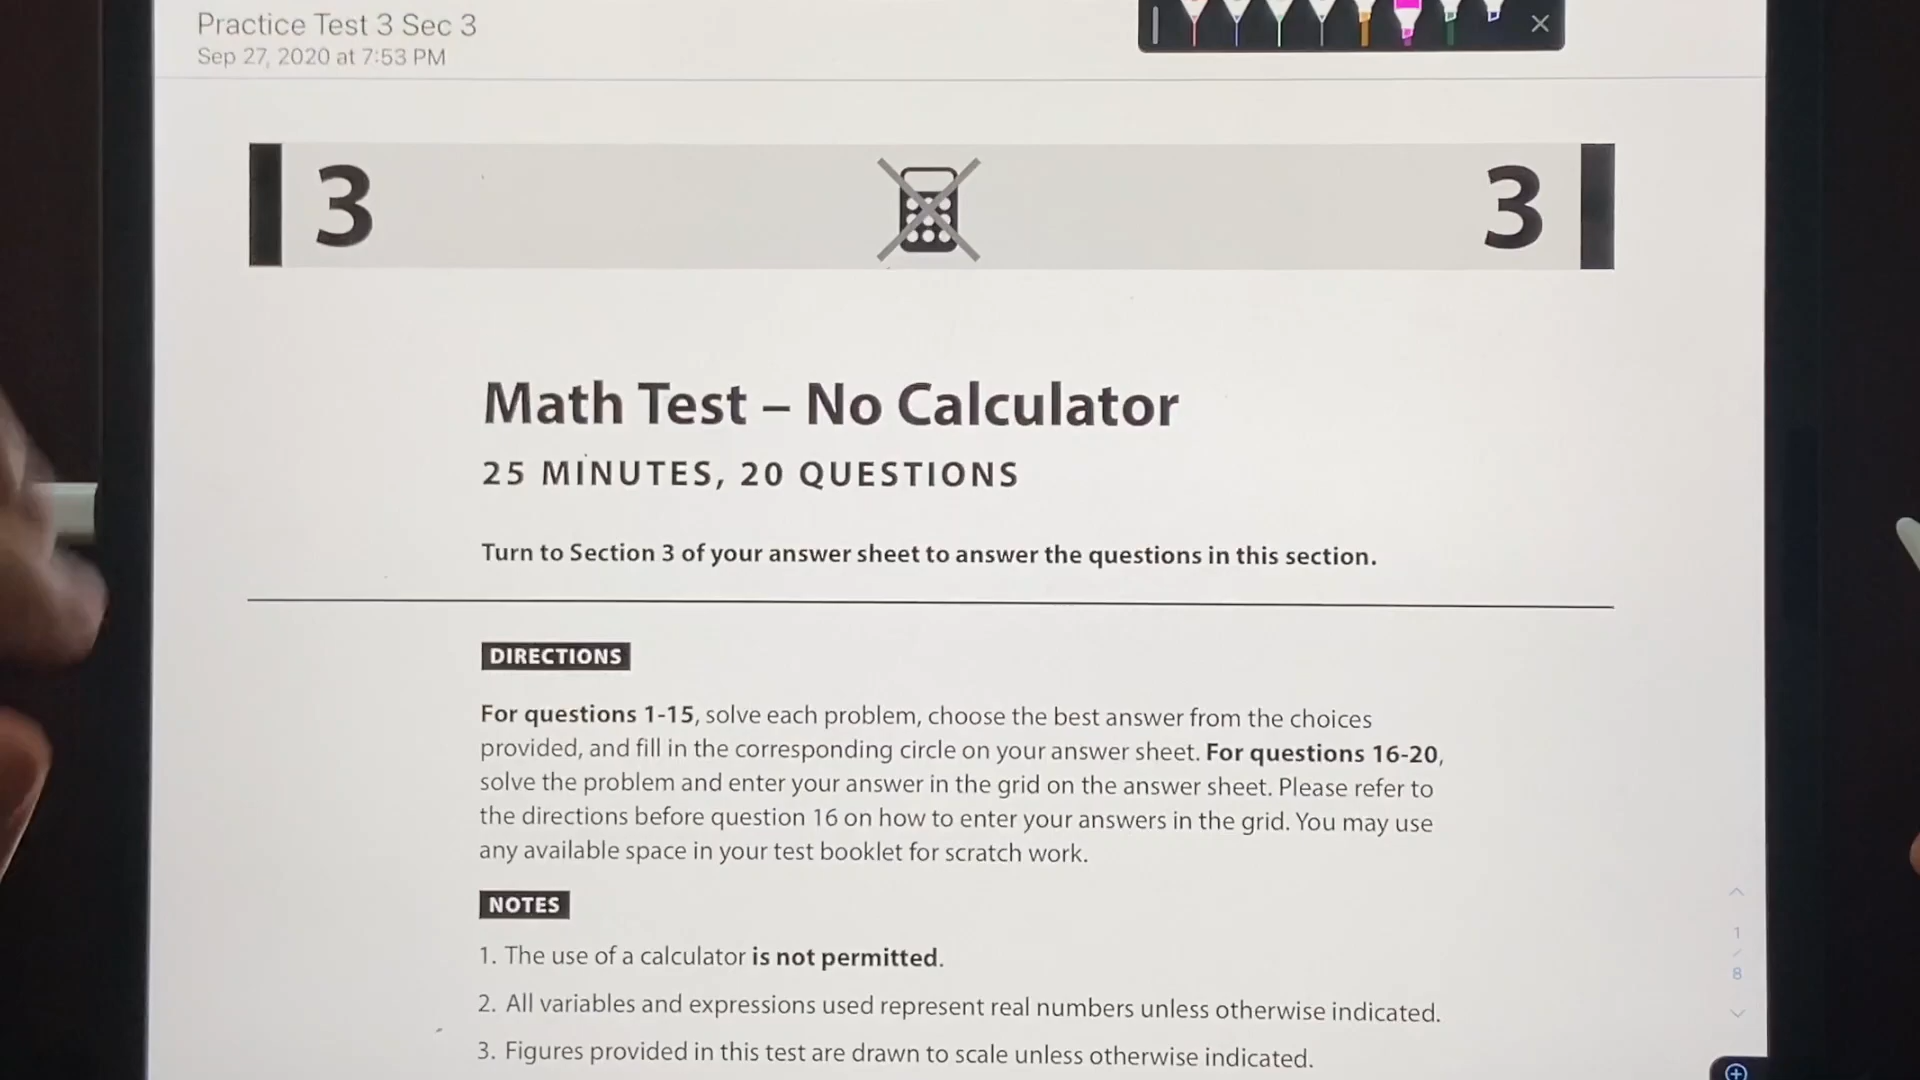 Practice Test 3 Sec 3
Sep 27, 2020 at 7:53 PM
3 3
Math Test – No Calculator
25 MINUTES, 20 QUESTIONS
Turn to Section 3 of your answer sheet to answer the questions in this section.
DIRECTIONS
For questions 1-15, solve each problem, choose the best answer from the choices
provided, and fill in the corresponding circle on your answer sheet. For questions 16-20,
solve the problem and enter your answer in the grid on the answer sheet. Please refer to
the directions before question 16 on how to enter your answers in the grid. You may use
any available space in your test booklet for scratch work.
NOTES
1. The use of a calculator is not permitted.
2. All variables and expressions used represent real numbers unless otherwise indicated.
3. Figures provided in this test are drawn to scale unless otherwise indicated.
1
/
8